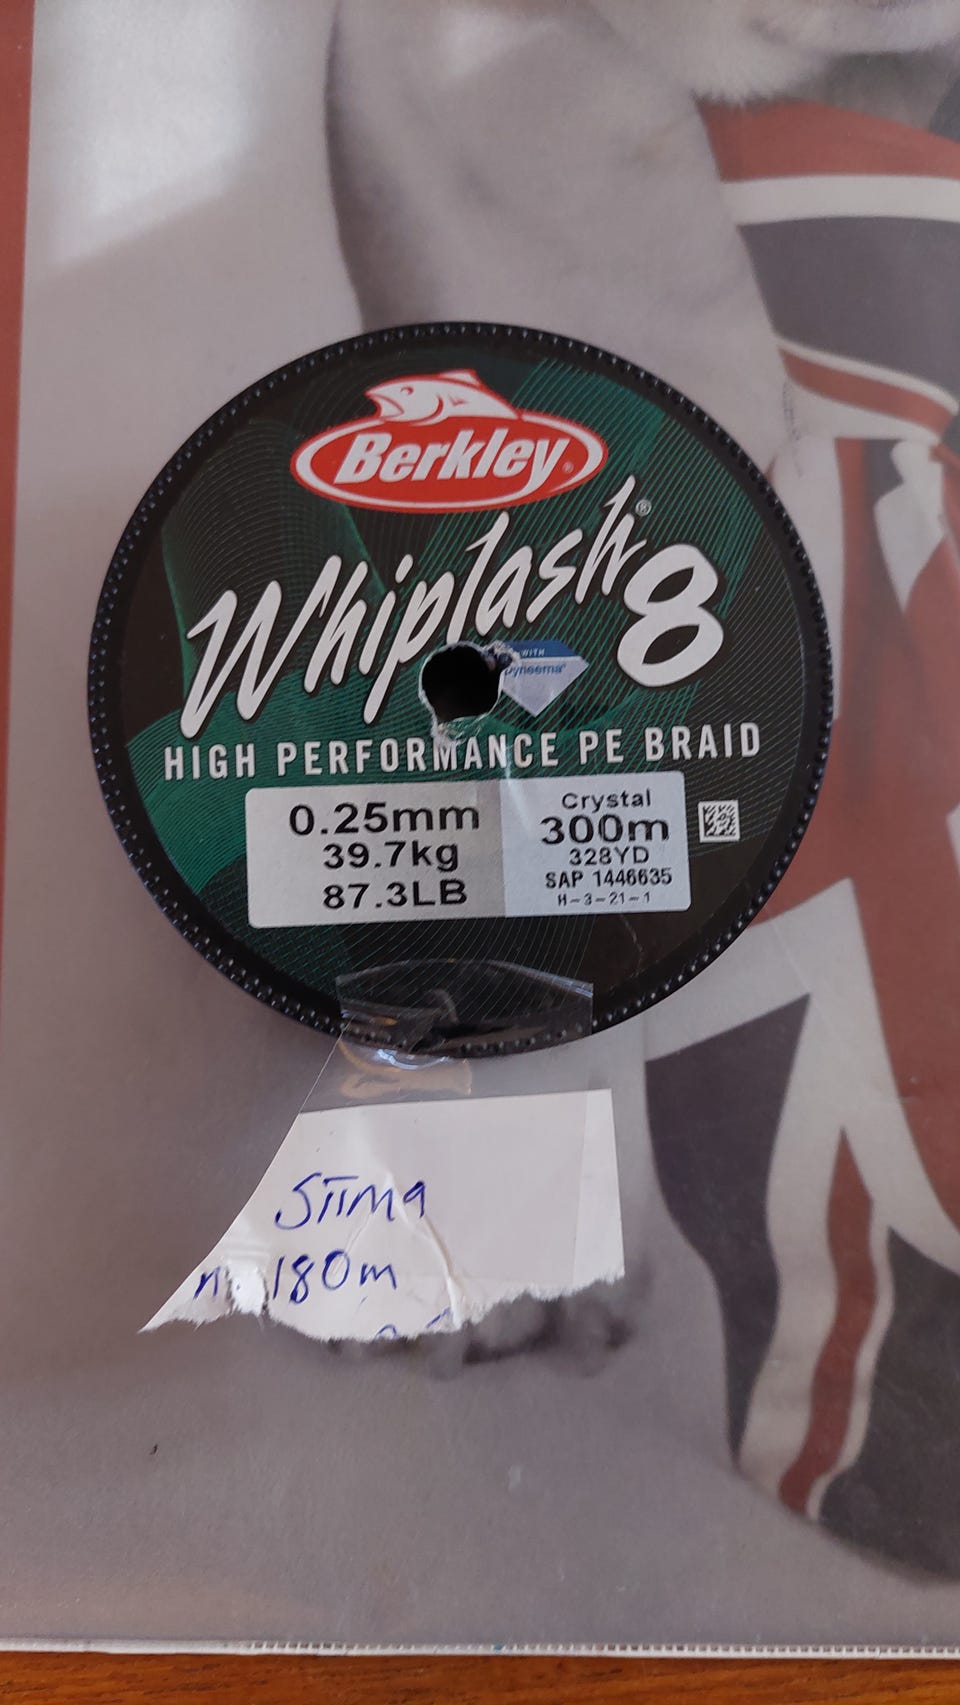 Berkley
Whiplash® 8
WITH
Dyneema®
HIGH PERFORMANCE PE BRAID
0.25mm
39.7kg
87.3LB
Crystal
300m
328YD
SAP 1446635
H-3-21-1
Siima
n. 180m